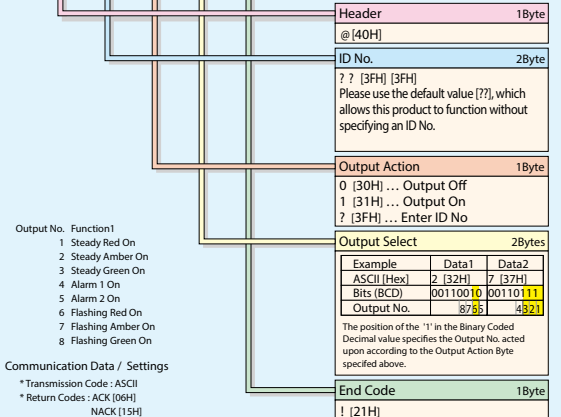 Header 1Byte
@ [40H]
ID No. 2Byte
? ? [3FH] [3FH]
Please use the default value [??], which
allows this product to function without
specifying an ID No.
Output Action 1Byte
0 [30H] ... Output Off
1 [31H] ... Output On
? [3FH] ... Enter ID No
Output Select 2Bytes
Example Data1 Data2
ASCII [Hex] 2 [32H] 7 [37H]
Bits (BCD) 00110010 00110111
Output No. 8765 4321
The position of the '1' in the Binary Coded
Decimal value specifies the Output No. acted
upon according to the Output Action Byte
specifed above.
End Code 1Byte
! [21H]
Output No. Function1
1 Steady Red On
2 Steady Amber On
3 Steady Green On
4 Alarm 1 On
5 Alarm 2 On
6 Flashing Red On
7 Flashing Amber On
8 Flashing Green On
Communication Data / Settings
* Transmission Code : ASCII
* Return Codes : ACK [06H]
NACK [15H]